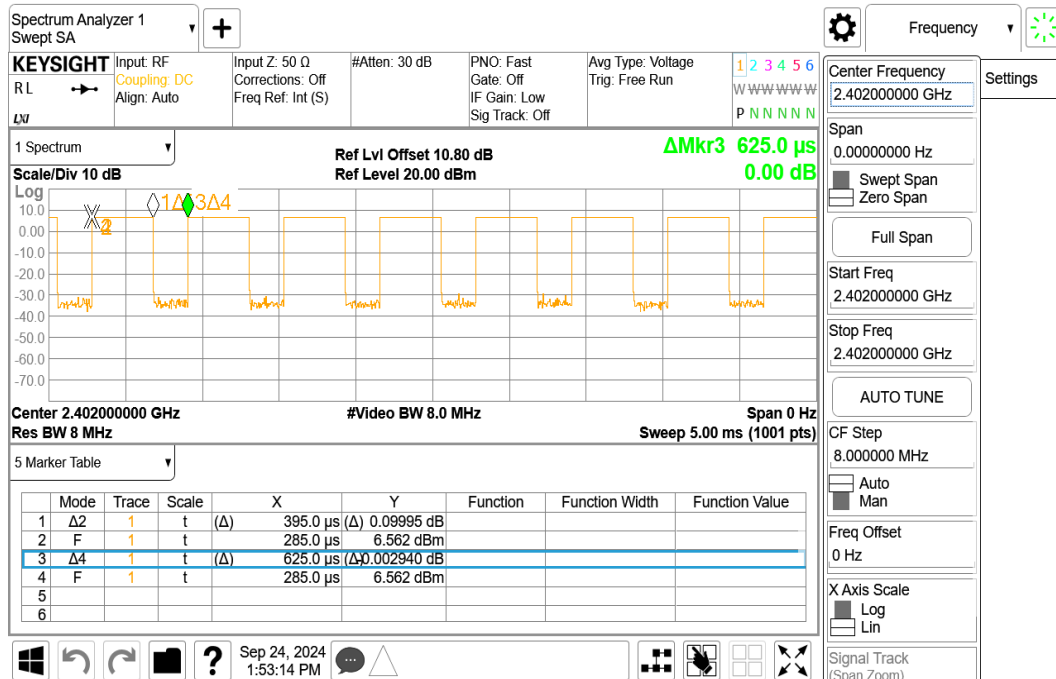 Spectrum Analyzer 1
Swept SA
Frequency
KEYSIGHT
RL
LXI
Input: RF
Coupling: DC
Align: Auto
Input Z: 50 Ω
Corrections: Off
Freq Ref: Int (S)
#Atten: 30 dB
PNO: Fast
Gate: Off
IF Gain: Low
Sig Track: Off
Avg Type: Voltage
Trig: Free Run
1 2 3 4 5 6
W W W W W W
P N N N N N
Settings
Center Frequency
2.402000000 GHz
Span
0.00000000 Hz
Swept Span
Zero Span
Full Span
Start Freq
2.402000000 GHz
Stop Freq
2.402000000 GHz
AUTO TUNE
CF Step
8.000000 MHz
Auto
Man
Freq Offset
0 Hz
X Axis Scale
Log
Lin
Signal Track
(Span Zoom)
1 Spectrum
Scale/Div 10 dB
Ref Lvl Offset 10.80 dB
Ref Level 20.00 dBm
ΔMkr3 625.0 µs
0.00 dB
Log
10.0
0.00
-10.0
-20.0
-30.0
-40.0
-50.0
-60.0
-70.0
1Δ 3Δ4
Center 2.402000000 GHz
#Video BW 8.0 MHz
Span 0 Hz
Res BW 8 MHz
Sweep 5.00 ms (1001 pts)
5 Marker Table
Mode Trace Scale X Y Function Function Width Function Value
1 Δ2 1 t (Δ) 395.0 µs (Δ) 0.09995 dB
2 F 1 t 285.0 µs 6.562 dBm
3 Δ4 1 t (Δ) 625.0 µs (Δ)-0.002940 dB
4 F 1 t 285.0 µs 6.562 dBm
5
6
?
Sep 24, 2024
1:53:14 PM